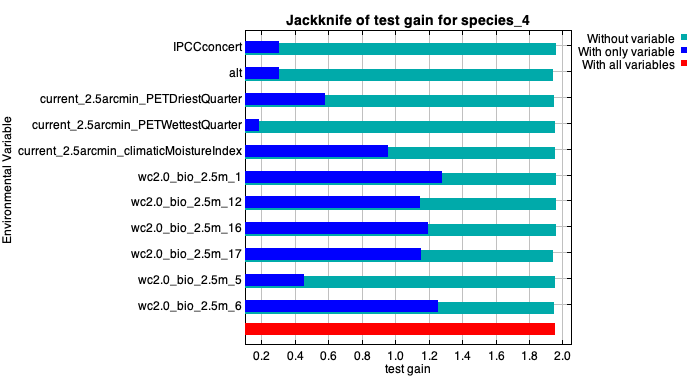 Jackknife of test gain for species_4
Without variable
With only variable
With all variables
Environmental Variable
IPCCconcert
alt
current_2.5arcmin_PETDriestQuarter
current_2.5arcmin_PETWettestQuarter
current_2.5arcmin_climaticMoistureIndex
wc2.0_bio_2.5m_1
wc2.0_bio_2.5m_12
wc2.0_bio_2.5m_16
wc2.0_bio_2.5m_17
wc2.0_bio_2.5m_5
wc2.0_bio_2.5m_6
0.2 0.4 0.6 0.8 1.0 1.2 1.4 1.6 1.8 2.0
test gain